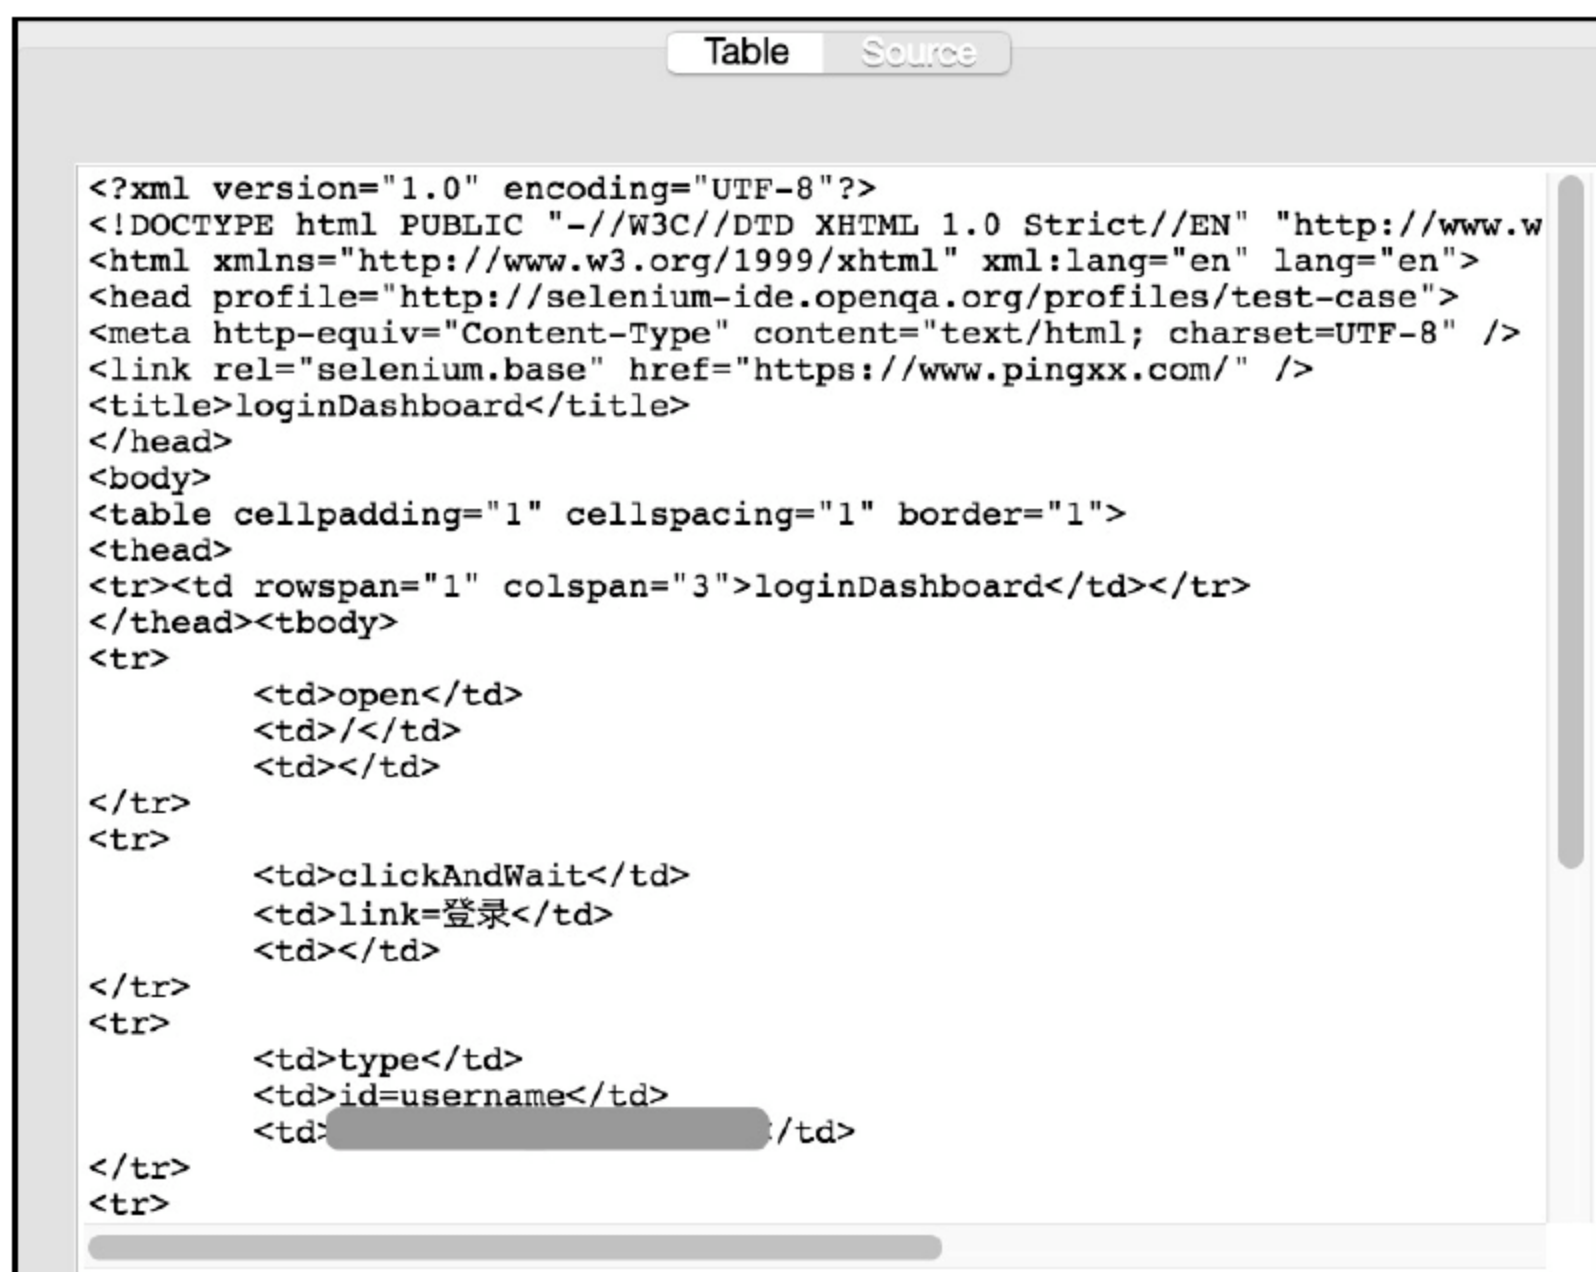 Table Source
<?xml version="1.0" encoding="UTF-8"?>
<!DOCTYPE html PUBLIC "-//W3C//DTD XHTML 1.0 Strict//EN" "http://www.w
<html xmlns="http://www.w3.org/1999/xhtml" xml:lang="en" lang="en">
<head profile="http://selenium-ide.openqa.org/profiles/test-case">
<meta http-equiv="Content-Type" content="text/html; charset=UTF-8" />
<link rel="selenium.base" href="https://www.pingxx.com/" />
<title>loginDashboard</title>
</head>
<body>
<table cellpadding="1" cellspacing="1" border="1">
<thead>
<tr><td rowspan="1" colspan="3">loginDashboard</td></tr>
</thead><tbody>
<tr>
<td>open</td>
<td>/</td>
<td></td>
</tr>
<tr>
<td>clickAndWait</td>
<td>link=登录</td>
<td></td>
</tr>
<tr>
<td>type</td>
<td>id=username</td>
<td> </td>
</tr>
<tr>